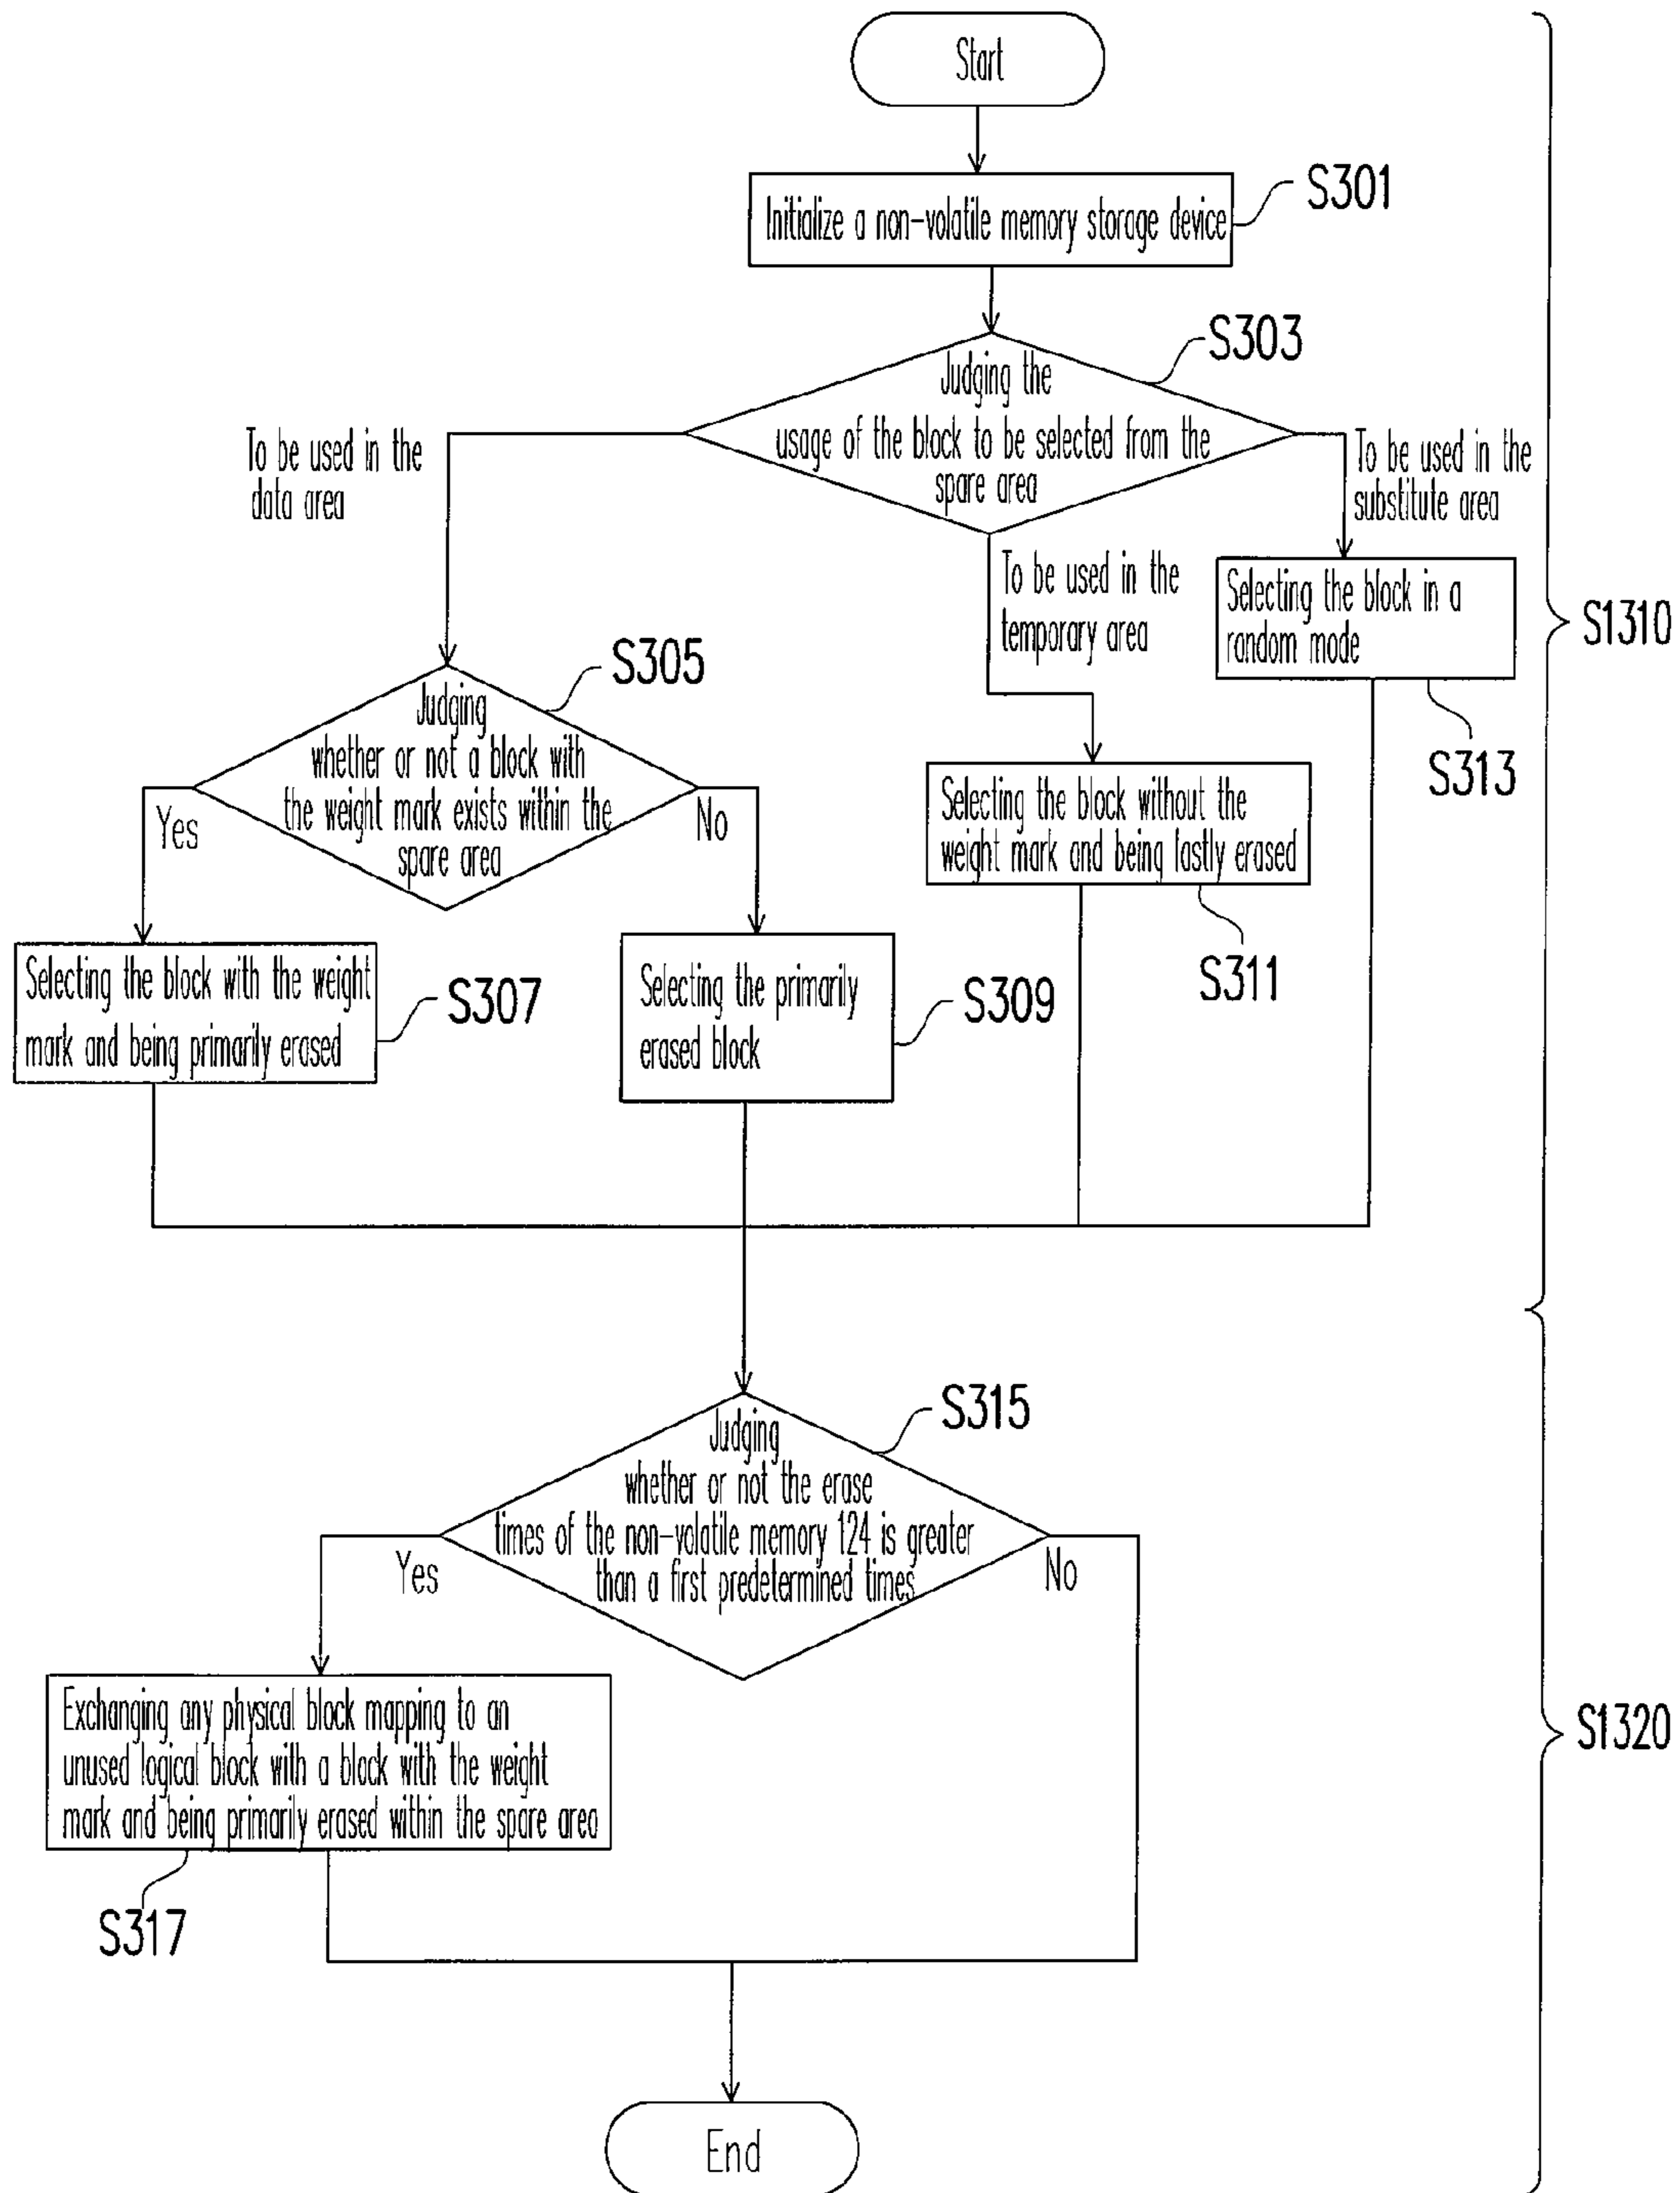 Start
Initialize a non-volatile memory storage device
S301
S303
Judging the
usage of the block to be selected from the
spare area
To be used in the
data area
To be used in the
substitute area
To be used in the
temporary area
Selecting the block in a
random mode
S1310
S313
S305
Judging
whether or not a block with
the weight mark exists within the
spare area
Yes
No
Selecting the block without the
weight mark and being lastly erased
S311
Selecting the block with the weight
mark and being primarily erased
S307
Selecting the primarily
erased block
S309
S315
Judging
whether or not the erase
times of the non-volatile memory 124 is greater
than a first predetermined times
Yes
No
Exchanging any physical block mapping to an
unused logical block with a block with the weight
mark and being primarily erased within the spare area
S317
S1320
End